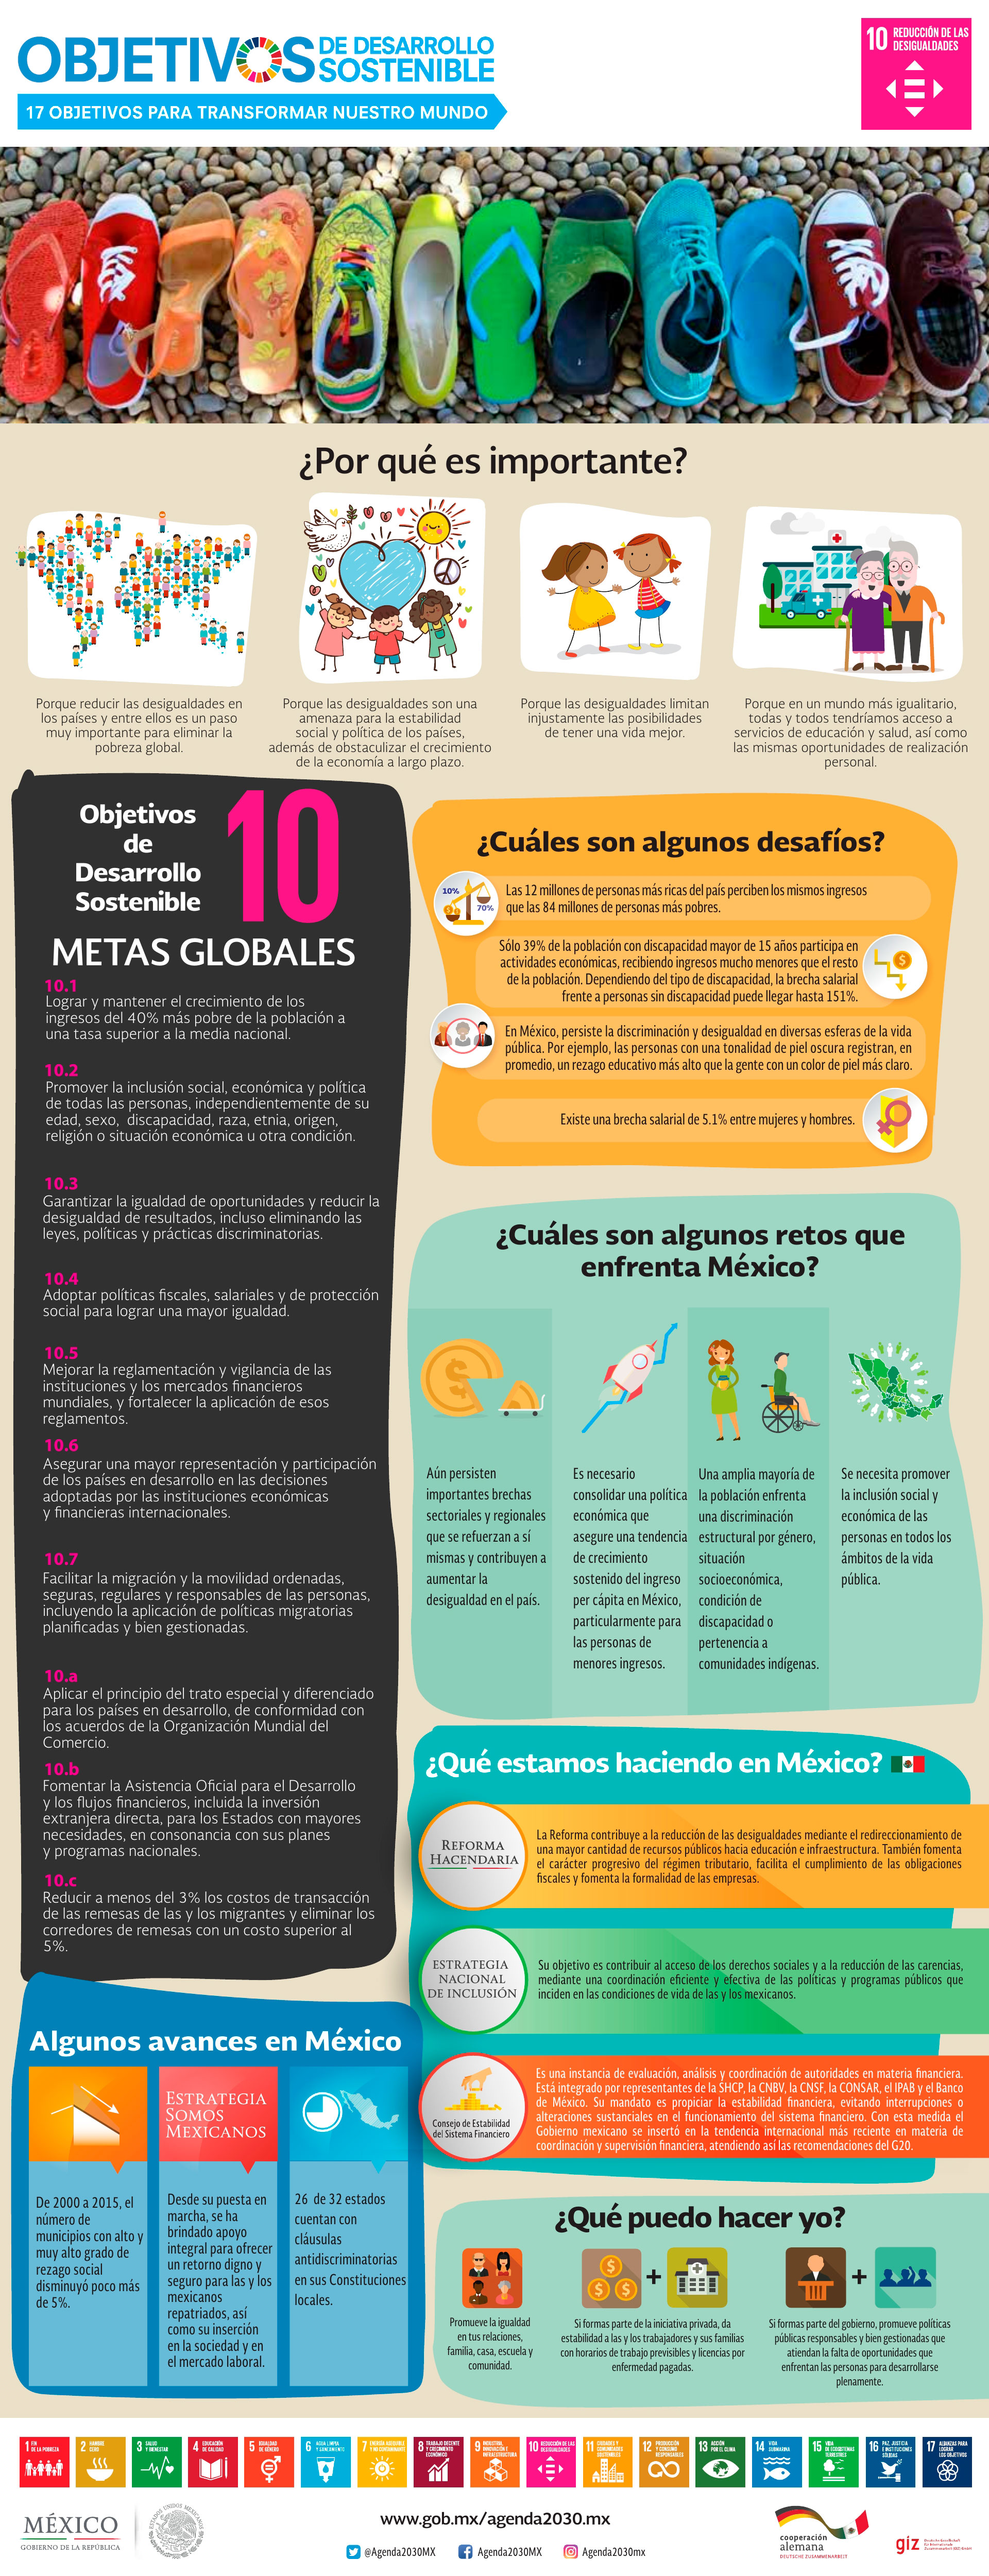 OBJETIVOS DE DESARROLLO
SOSTENIBLE
17 OBJETIVOS PARA TRANSFORMAR NUESTRO MUNDO
10 REDUCCIÓN DE LAS
DESIGUALDADES
¿Por qué es importante?
Porque reducir las desigualdades en
los países y entre ellos es un paso
muy importante para eliminar la
pobreza global.
Porque las desigualdades son una
amenaza para la estabilidad
social y política de los países,
además de obstaculizar el crecimiento
de la economía a largo plazo.
Porque las desigualdades limitan
injustamente las posibilidades
de tener una vida mejor.
Porque en un mundo más igualitario,
todas y todos tendríamos acceso a
servicios de educación y salud, así como
las mismas oportunidades de realización
personal.
Objetivos
de
Desarrollo
Sostenible
10
METAS GLOBALES
10.1
Lograr y mantener el crecimiento de los
ingresos del 40% más pobre de la población a
una tasa superior a la media nacional.
10.2
Promover la inclusión social, económica y política
de todas las personas, independientemente de su
edad, sexo, discapacidad, raza, etnia, origen,
religión o situación económica u otra condición.
10.3
Garantizar la igualdad de oportunidades y reducir la
desigualdad de resultados, incluso eliminando las
leyes, políticas y prácticas discriminatorias.
10.4
Adoptar políticas fiscales, salariales y de protección
social para lograr una mayor igualdad.
10.5
Mejorar la reglamentación y vigilancia de las
instituciones y los mercados financieros
mundiales, y fortalecer la aplicación de esos
reglamentos.
10.6
Asegurar una mayor representación y participación
de los países en desarrollo en las decisiones
adoptadas por las instituciones económicas
y financieras internacionales.
10.7
Facilitar la migración y la movilidad ordenadas,
seguras, regulares y responsables de las personas,
incluyendo la aplicación de políticas migratorias
planificadas y bien gestionadas.
10.a
Aplicar el principio del trato especial y diferenciado
para los países en desarrollo, de conformidad con
los acuerdos de la Organización Mundial del
Comercio.
10.b
Fomentar la Asistencia Oficial para el Desarrollo
y los flujos financieros, incluida la inversión
extranjera directa, para los Estados con mayores
necesidades, en consonancia con sus planes
y programas nacionales.
10.c
Reducir a menos del 3% los costos de transacción
de las remesas de las y los migrantes y eliminar los
corredores de remesas con un costo superior al
5%.
¿Cuáles son algunos desafíos?
10%
70%
Las 12 millones de personas más ricas del país perciben los mismos ingresos
que las 84 millones de personas más pobres.
Sólo 39% de la población con discapacidad mayor de 15 años participa en
actividades económicas, recibiendo ingresos mucho menores que el resto
de la población. Dependiendo del tipo de discapacidad, la brecha salarial
frente a personas sin discapacidad puede llegar hasta 151%.
En México, persiste la discriminación y desigualdad en diversas esferas de la vida
pública. Por ejemplo, las personas con una tonalidad de piel oscura registran, en
promedio, un rezago educativo más alto que la gente con un color de piel más claro.
Existe una brecha salarial de 5.1% entre mujeres y hombres.
¿Cuáles son algunos retos que
enfrenta México?
Aún persisten
importantes brechas
sectoriales y regionales
que se refuerzan a sí
mismas y contribuyen a
aumentar la
desigualdad en el país.
Es necesario
consolidar una política
económica que
asegure una tendencia
de crecimiento
sostenido del ingreso
per cápita en México,
particularmente para
las personas de
menores ingresos.
Una amplia mayoría de
la población enfrenta
una discriminación
estructural por género,
situación
socioeconómica,
condición de
discapacidad o
pertenencia a
comunidades indígenas.
Se necesita promover
la inclusión social y
económica de las
personas en todos los
ámbitos de la vida
pública.
¿Qué estamos haciendo en México?
REFORMA
HACENDARIA
La Reforma contribuye a la reducción de las desigualdades mediante el redireccionamiento de
una mayor cantidad de recursos públicos hacia educación e infraestructura. También fomenta
el carácter progresivo del régimen tributario, facilita el cumplimiento de las obligaciones
fiscales y fomenta la formalidad de las empresas.
ESTRATEGIA
NACIONAL
DE INCLUSIÓN
Su objetivo es contribuir al acceso de los derechos sociales y a la reducción de las carencias,
mediante una coordinación eficiente y efectiva de las políticas y programas públicos que
inciden en las condiciones de vida de las y los mexicanos.
Consejo de Estabilidad
del Sistema Financiero
Es una instancia de evaluación, análisis y coordinación de autoridades en materia financiera.
Está integrado por representantes de la SHCP, la CNBV, la CNSF, la CONSAR, el IPAB y el Banco
de México. Su mandato es propiciar la estabilidad financiera, evitando interrupciones o
alteraciones sustanciales en el funcionamiento del sistema financiero. Con esta medida el
Gobierno mexicano se insertó en la tendencia internacional más reciente en materia de
coordinación y supervisión financiera, atendiendo así las recomendaciones del G20.
Algunos avances en México
De 2000 a 2015, el
número de
municipios con alto y
muy alto grado de
rezago social
disminuyó poco más
de 5%.
ESTRATEGIA
SOMOS
MEXICANOS
Desde su puesta en
marcha, se ha
brindado apoyo
integral para ofrecer
un retorno digno y
seguro para las y los
mexicanos
repatriados, así
como su inserción
en la sociedad y en
el mercado laboral.
26 de 32 estados
cuentan con
cláusulas
antidiscriminatorias
en sus Constituciones
locales.
¿Qué puedo hacer yo?
Promueve la igualdad
en tus relaciones,
familia, casa, escuela y
comunidad.
Si formas parte de la iniciativa privada, da
estabilidad a las y los trabajadores y sus familias
con horarios de trabajo previsibles y licencias por
enfermedad pagadas.
Si formas parte del gobierno, promueve políticas
públicas responsables y bien gestionadas que
atiendan la falta de oportunidades que
enfrentan las personas para desarrollarse
plenamente.
1 FIN
DE LA POBREZA
2 HAMBRE
CERO
3 SALUD
Y BIENESTAR
4 EDUCACIÓN
DE CALIDAD
5 IGUALDAD
DE GÉNERO
6 AGUA LIMPIA
Y SANEAMIENTO
7 ENERGÍA ASEQUIBLE
Y NO CONTAMINANTE
8 TRABAJO DECENTE
Y CRECIMIENTO
ECONÓMICO
9 INDUSTRIA,
INNOVACIÓN E
INFRAESTRUCTURA
10 REDUCCIÓN DE LAS
DESIGUALDADES
11 CIUDADES Y
COMUNIDADES
SOSTENIBLES
12 PRODUCCIÓN
Y CONSUMO
RESPONSABLES
13 ACCIÓN
POR EL CLIMA
14 VIDA
SUBMARINA
15 VIDA
DE ECOSISTEMAS
TERRESTRES
16 PAZ, JUSTICIA
E INSTITUCIONES
SÓLIDAS
17 ALIANZAS PARA
LOGRAR
LOS OBJETIVOS
MÉXICO
GOBIERNO DE LA REPÚBLICA
ESTADOS UNIDOS MEXICANOS
www.gob.mx/agenda2030.mx
@Agenda2030MX
Agenda2030MX
Agenda2030mx
cooperación
alemana
DEUTSCHE ZUSAMMENARBEIT
giz